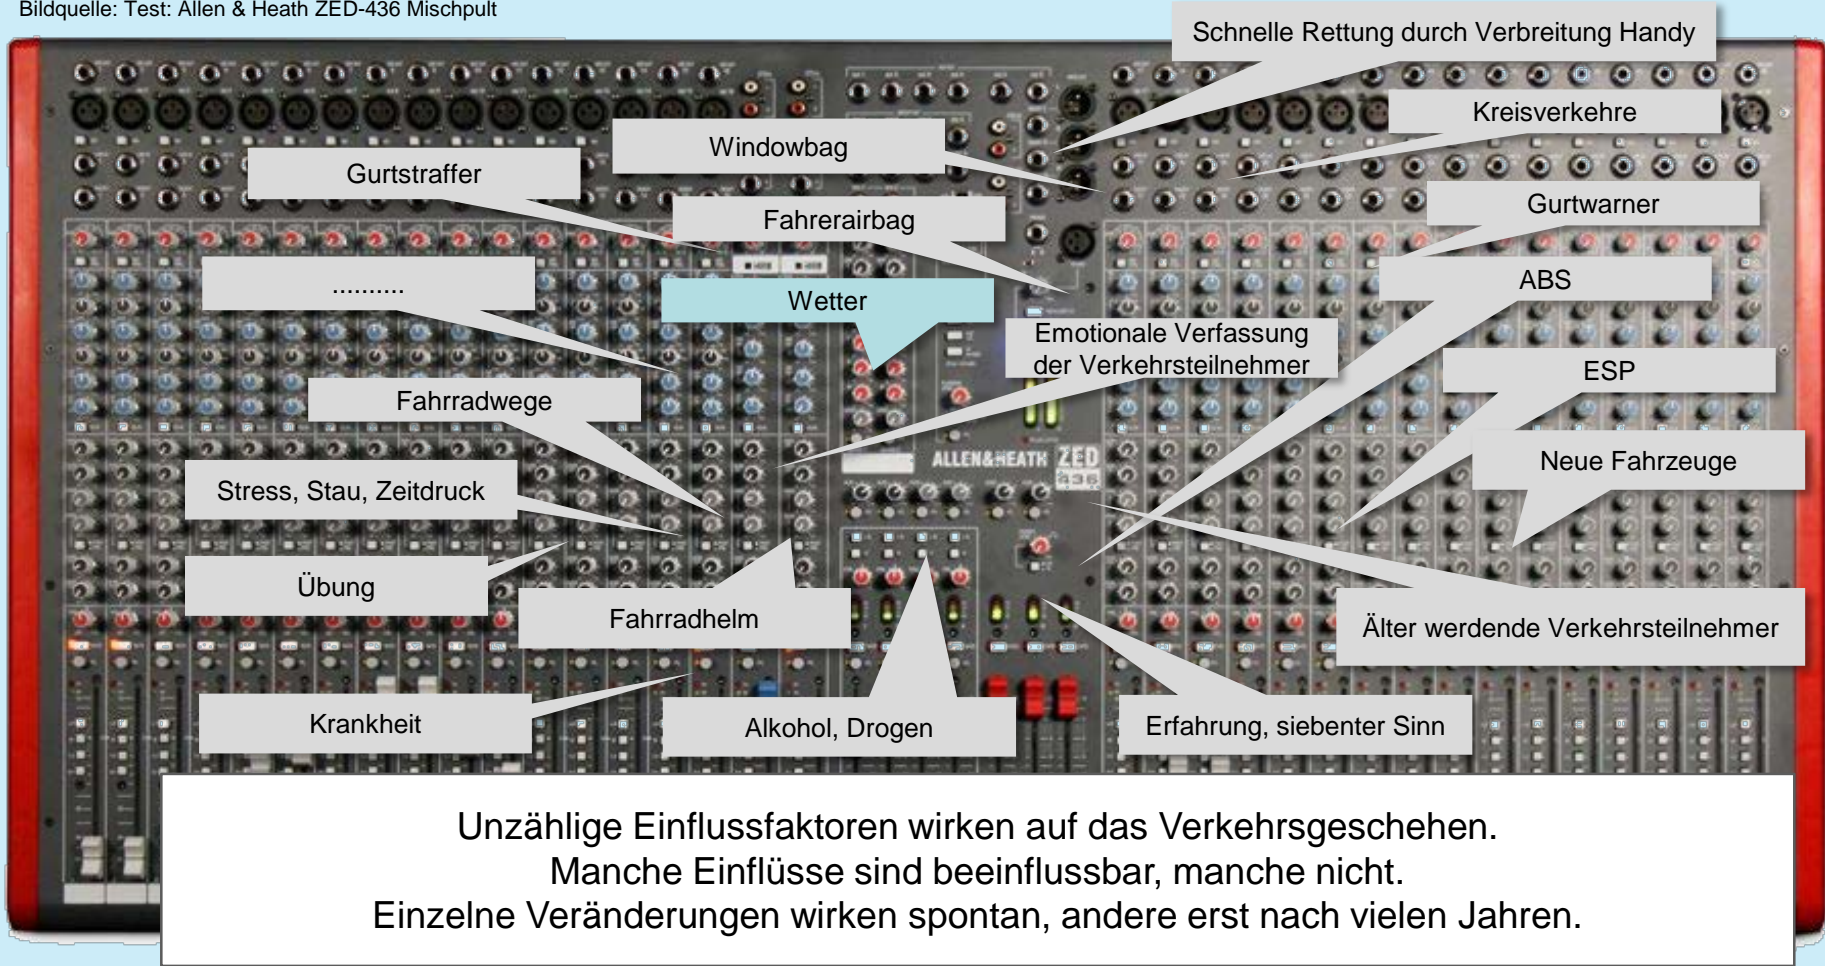 Bildquelle: Test: Allen & Heath ZED-436 Mischpult
Schnelle Rettung durch Verbreitung Handy
Kreisverkehre
Windowbag
Gurtstraffer
Gurtwarner
Fahrerairbag
ABS
..........
Wetter
Emotionale Verfassung
der Verkehrsteilnehmer
ESP
Fahrradwege
Neue Fahrzeuge
ALLEN&HEATH ZED
436
Stress, Stau, Zeitdruck
Übung
Fahrradhelm
Älter werdende Verkehrsteilnehmer
Krankheit
Alkohol, Drogen
Erfahrung, siebenter Sinn
Unzählige Einflussfaktoren wirken auf das Verkehrsgeschehen.
Manche Einflüsse sind beeinflussbar, manche nicht.
Einzelne Veränderungen wirken spontan, andere erst nach vielen Jahren.